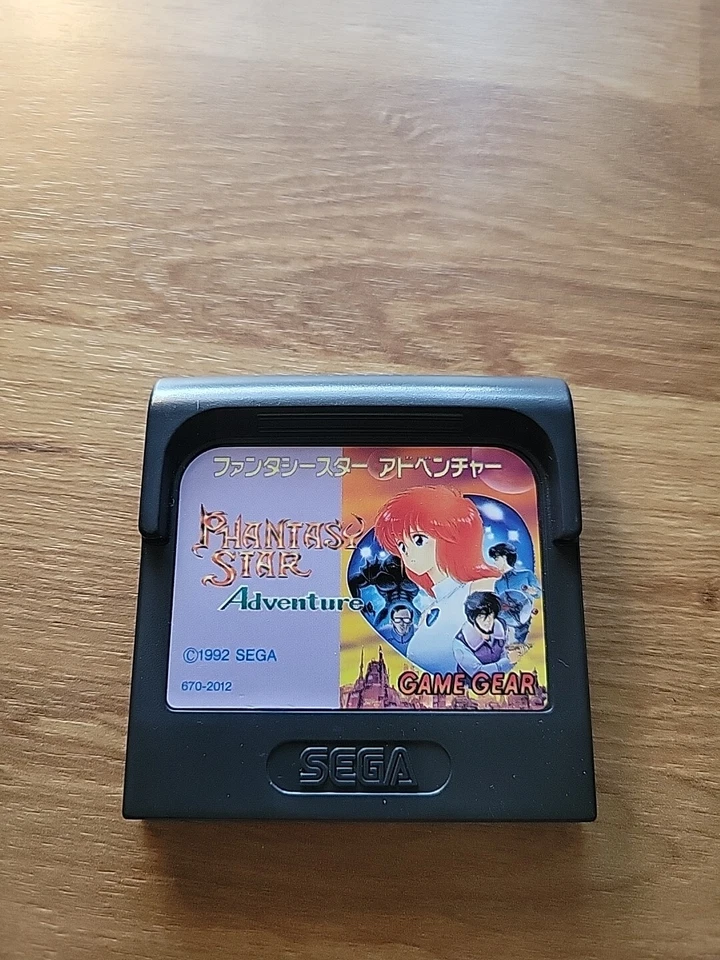 ファンタシースター アドベンチャー
PHANTASY
STAR
Adventure
©1992 SEGA
670-2012
GAME GEAR
SEGA